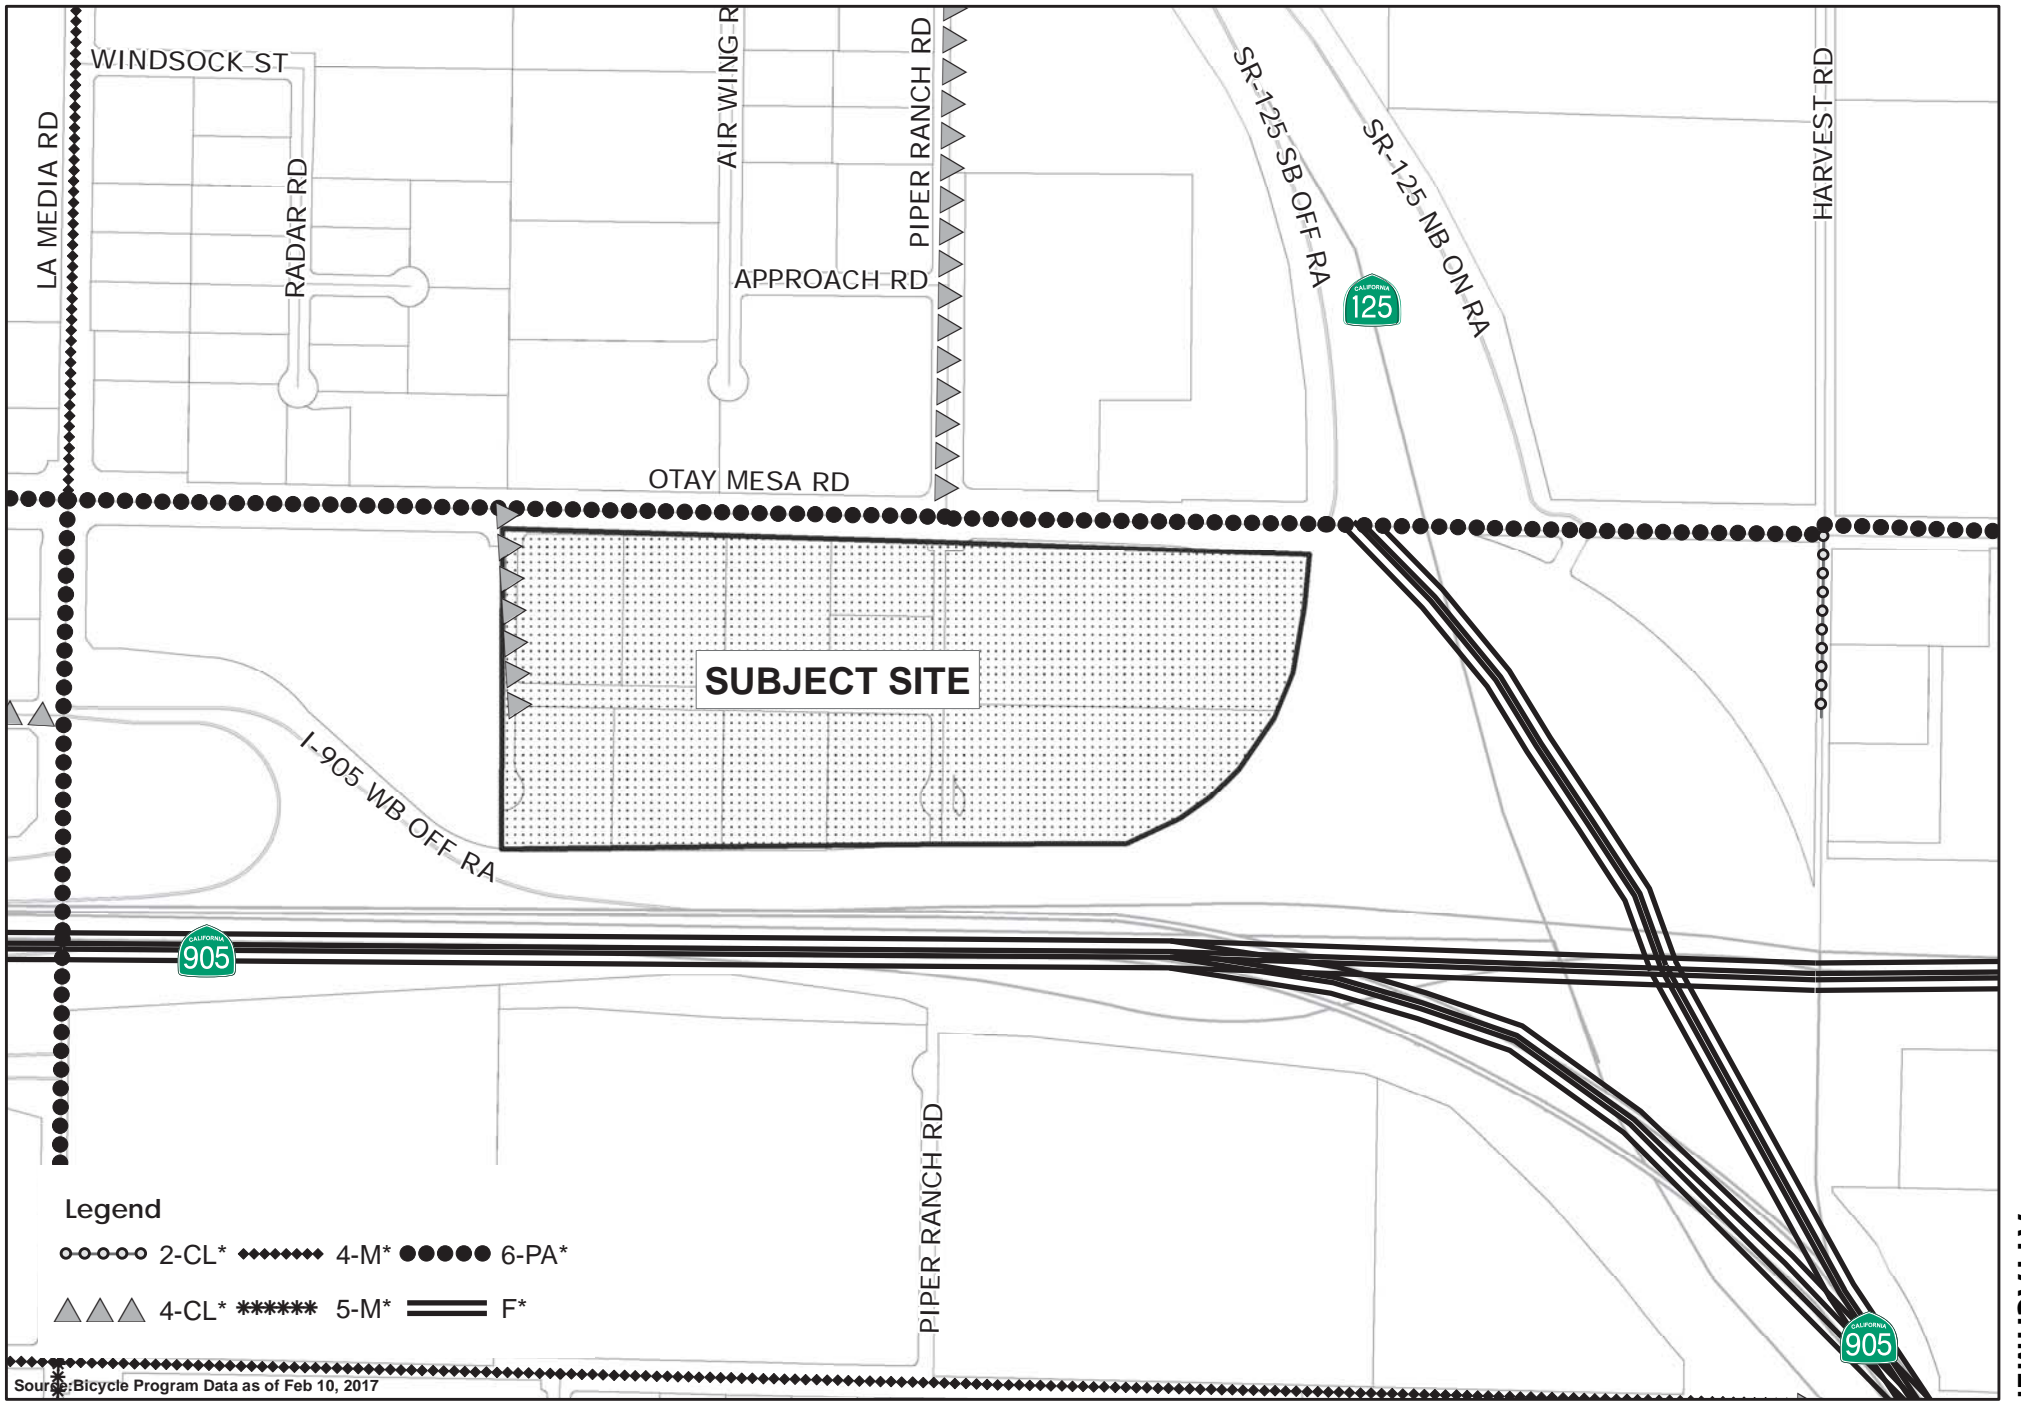 WINDSOCK ST
LA MEDIA RD
RADAR RD
AIR WING R
PIPER RANCH RD
APPROACH RD
OTAY MESA RD
SR-125 SB OFF RA
SR-125 NB ON RA
HARVEST RD
CALIFORNIA
125
SUBJECT SITE
I-905 WB OFF RA
CALIFORNIA
905
PIPER RANCH RD
CALIFORNIA
905
Legend
2-CL* 4-M* 6-PA*
4-CL* 5-M* F*
Source:Bicycle Program Data as of Feb 10, 2017